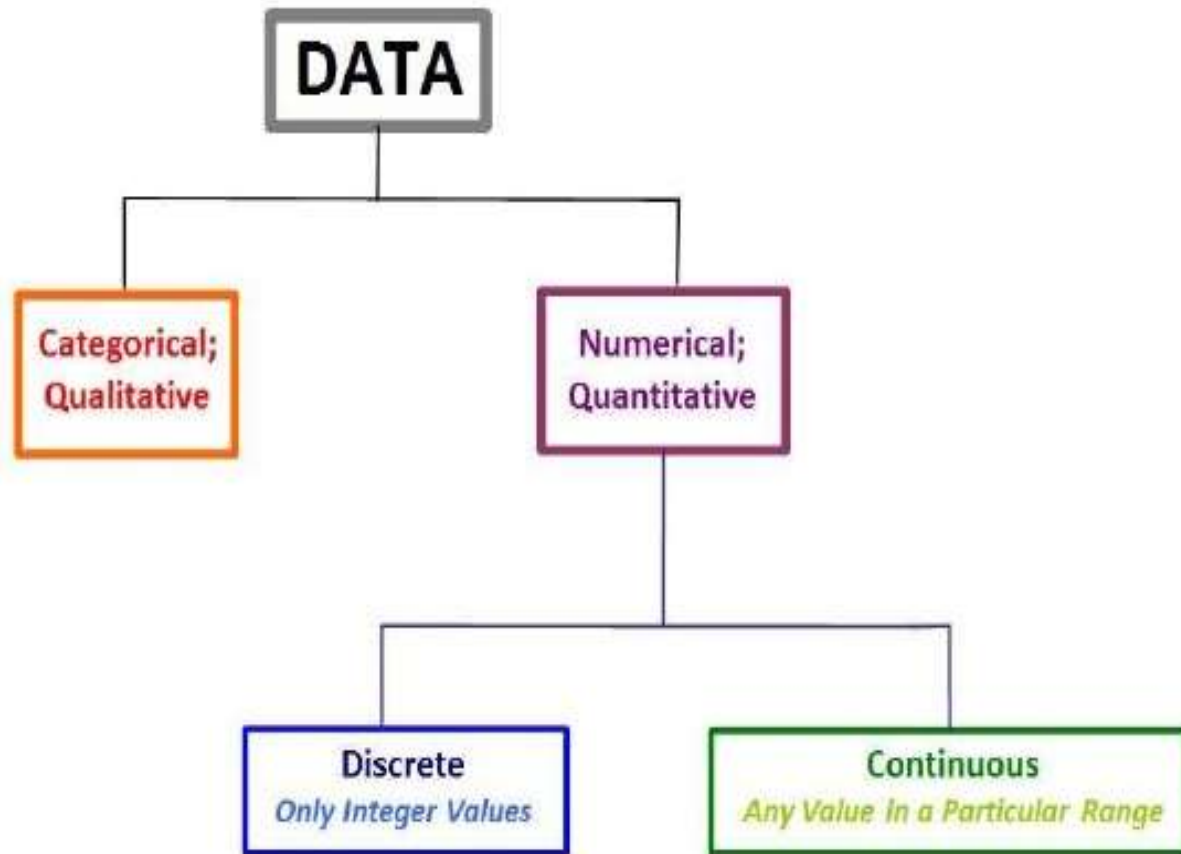 DATA
Categorical;
Qualitative
Numerical;
Quantitative
Discrete
Only Integer Values
Continuous
Any Value in a Particular Range